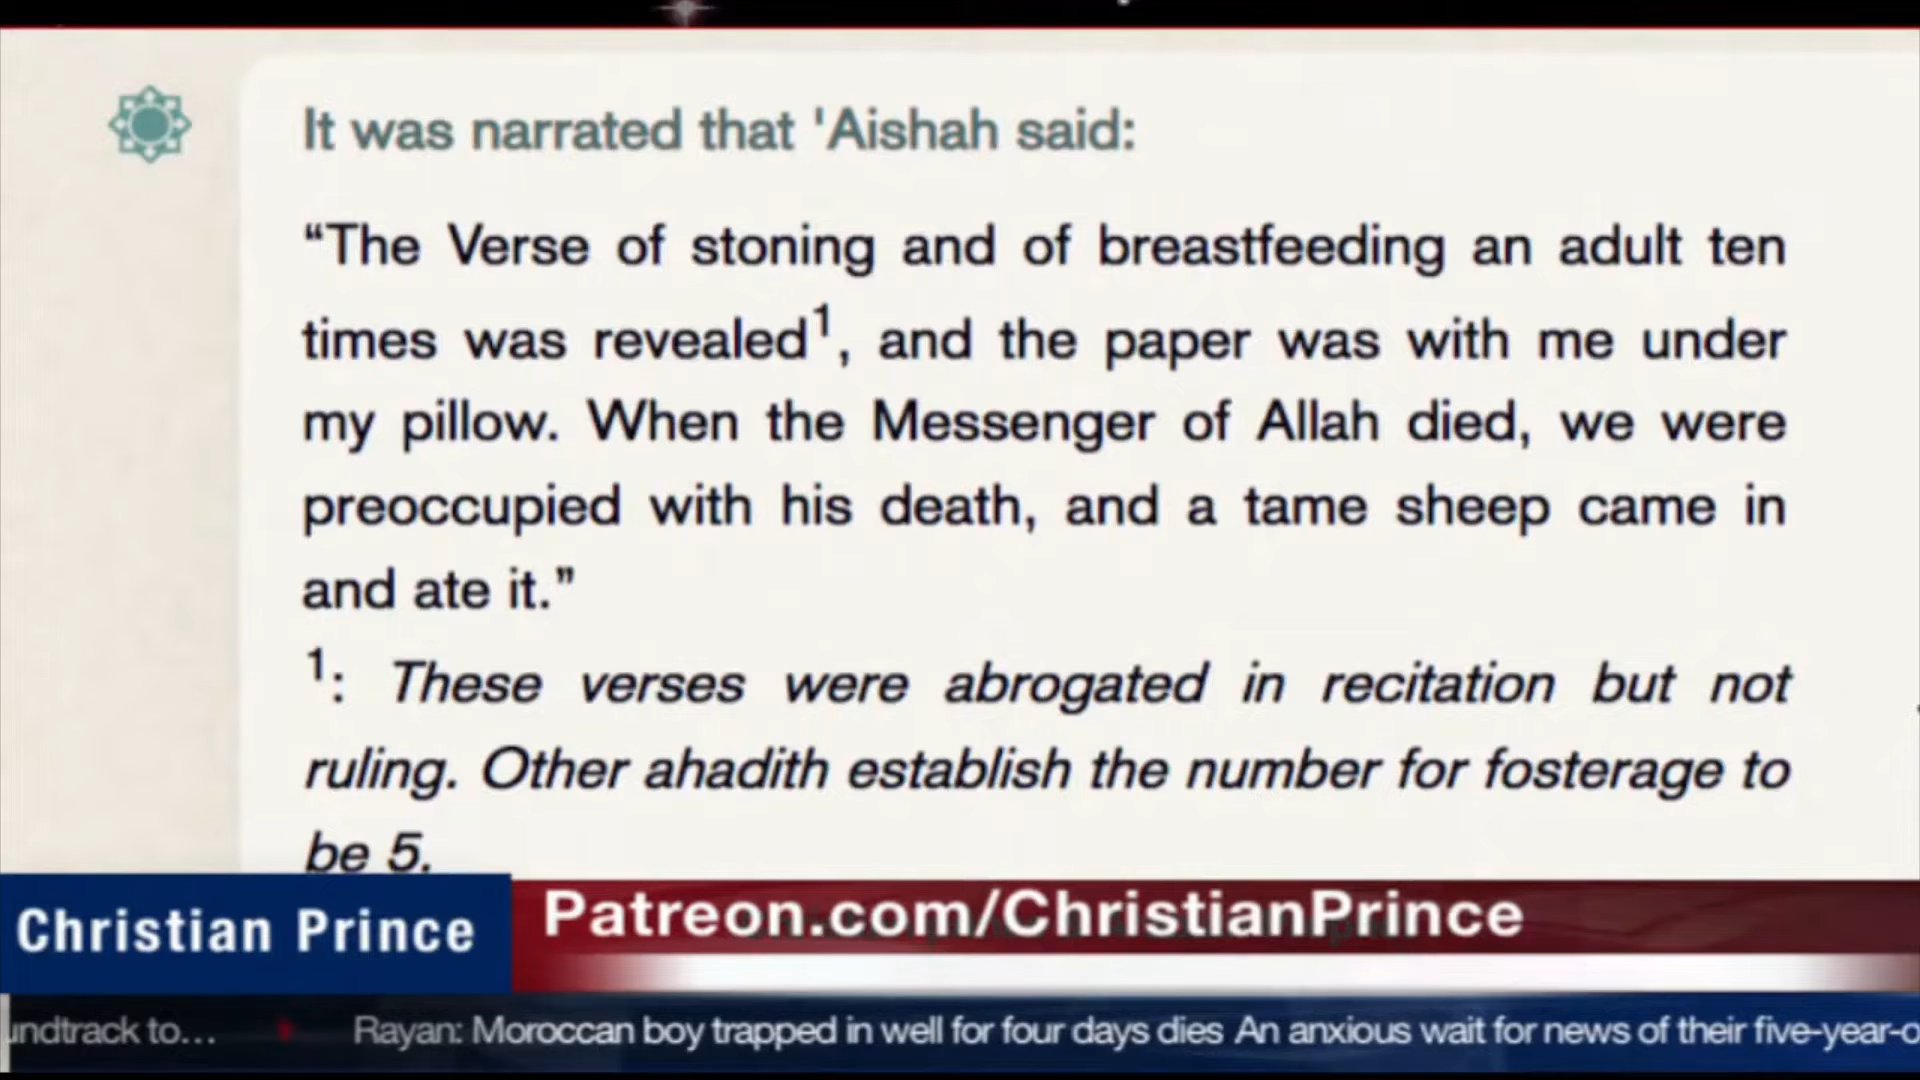 It was narrated that 'Aishah said:
“The Verse of stoning and of breastfeeding an adult ten
times was revealed¹, and the paper was with me under
my pillow. When the Messenger of Allah died, we were
preoccupied with his death, and a tame sheep came in
and ate it.”
¹: These verses were abrogated in recitation but not
ruling. Other ahadith establish the number for fosterage to
be 5.
Christian Prince
Patreon.com/ChristianPrince
undtrack to... Rayan: Moroccan boy trapped in well for four days dies An anxious wait for news of their five-year-o